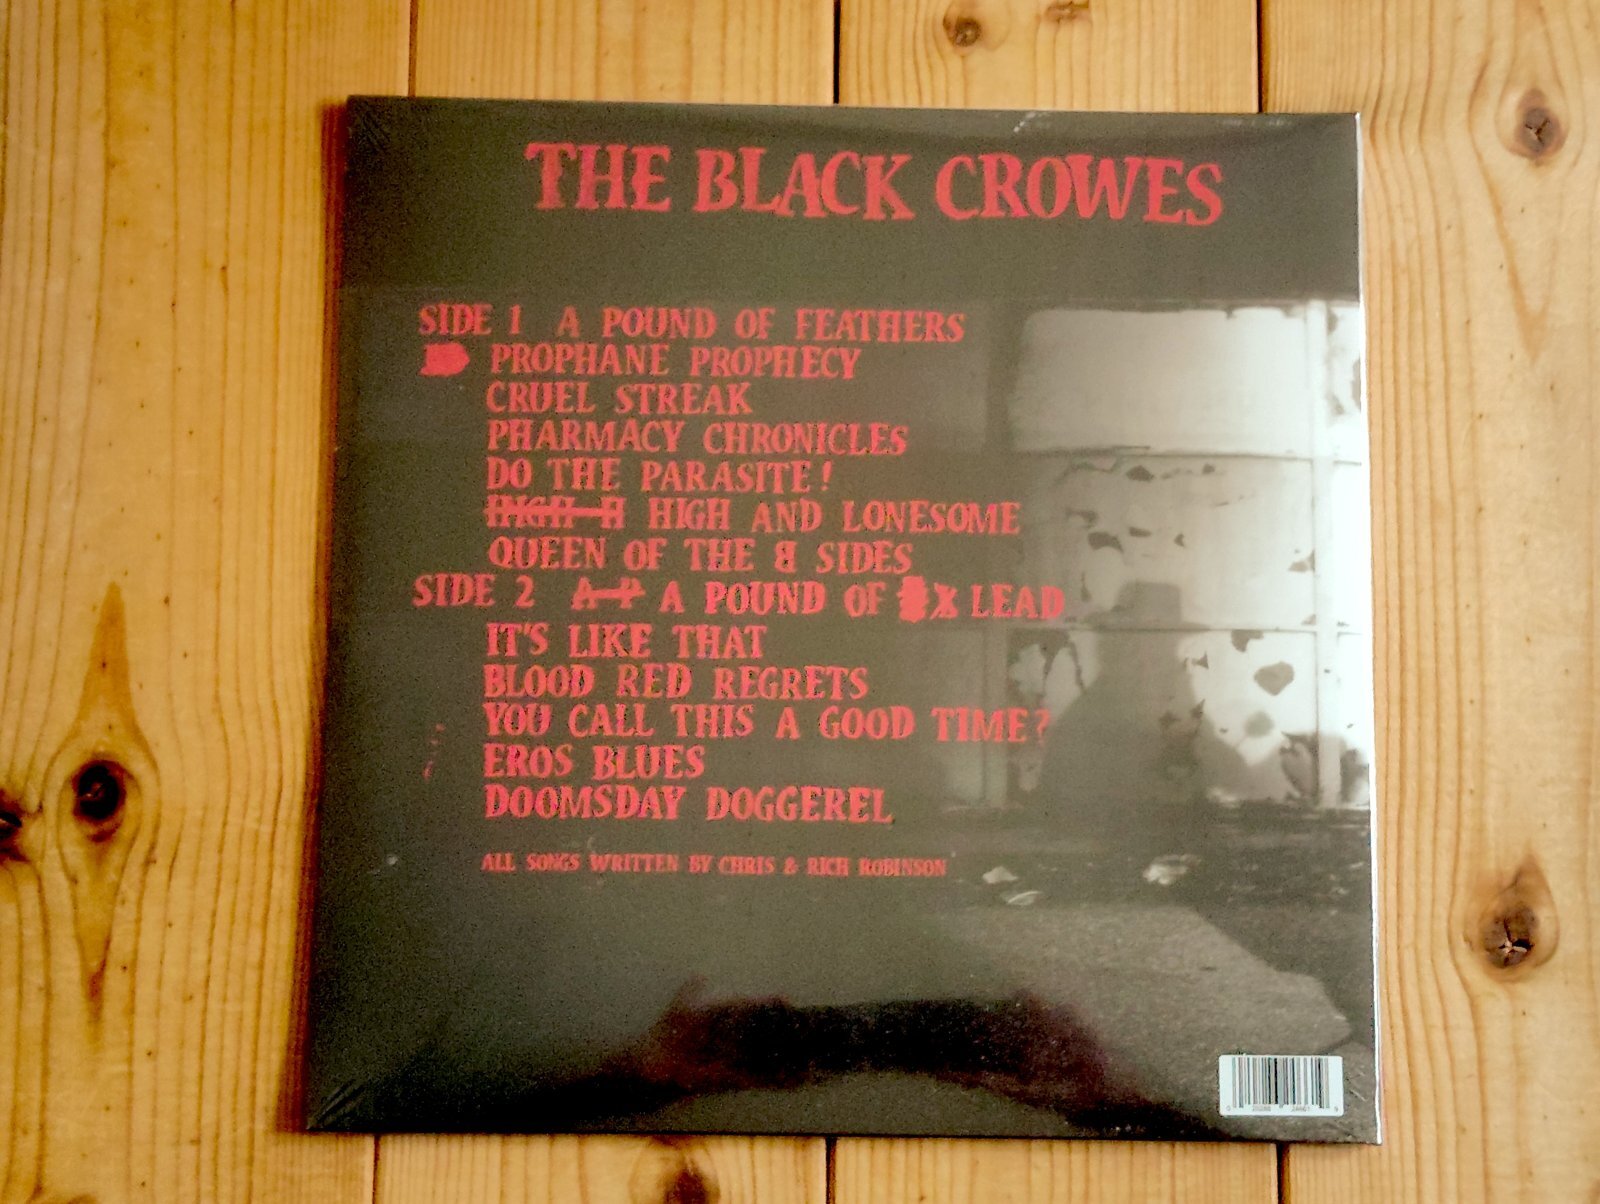 THE BLACK CROWES
SIDE 1 A POUND OF FEATHERS
PROPHANE PROPHECY
CRUEL STREAK
PHARMACY CHRONICLES
DO THE PARASITE!
HIGH H HIGH AND LONESOME
QUEEN OF THE B SIDES
SIDE 2 A P A POUND OF LEAD
IT'S LIKE THAT
BLOOD RED REGRETS
YOU CALL THIS A GOOD TIME?
EROS BLUES
DOOMSDAY DOGGEREL
ALL SONGS WRITTEN BY CHRIS & RICH ROBINSON